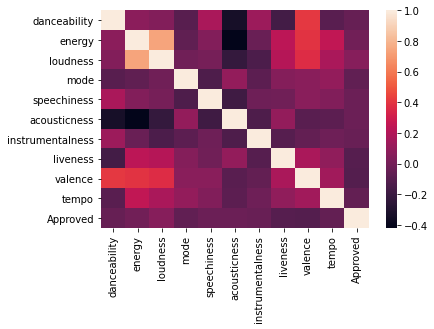 danceability
energy
loudness
mode
speechiness
acousticness
instrumentalness
liveness
valence
tempo
Approved
danceability
energy
loudness
mode
speechiness
acousticness
instrumentalness
liveness
valence
tempo
Approved
1.0
0.8
0.6
0.4
0.2
0.0
−0.2
−0.4